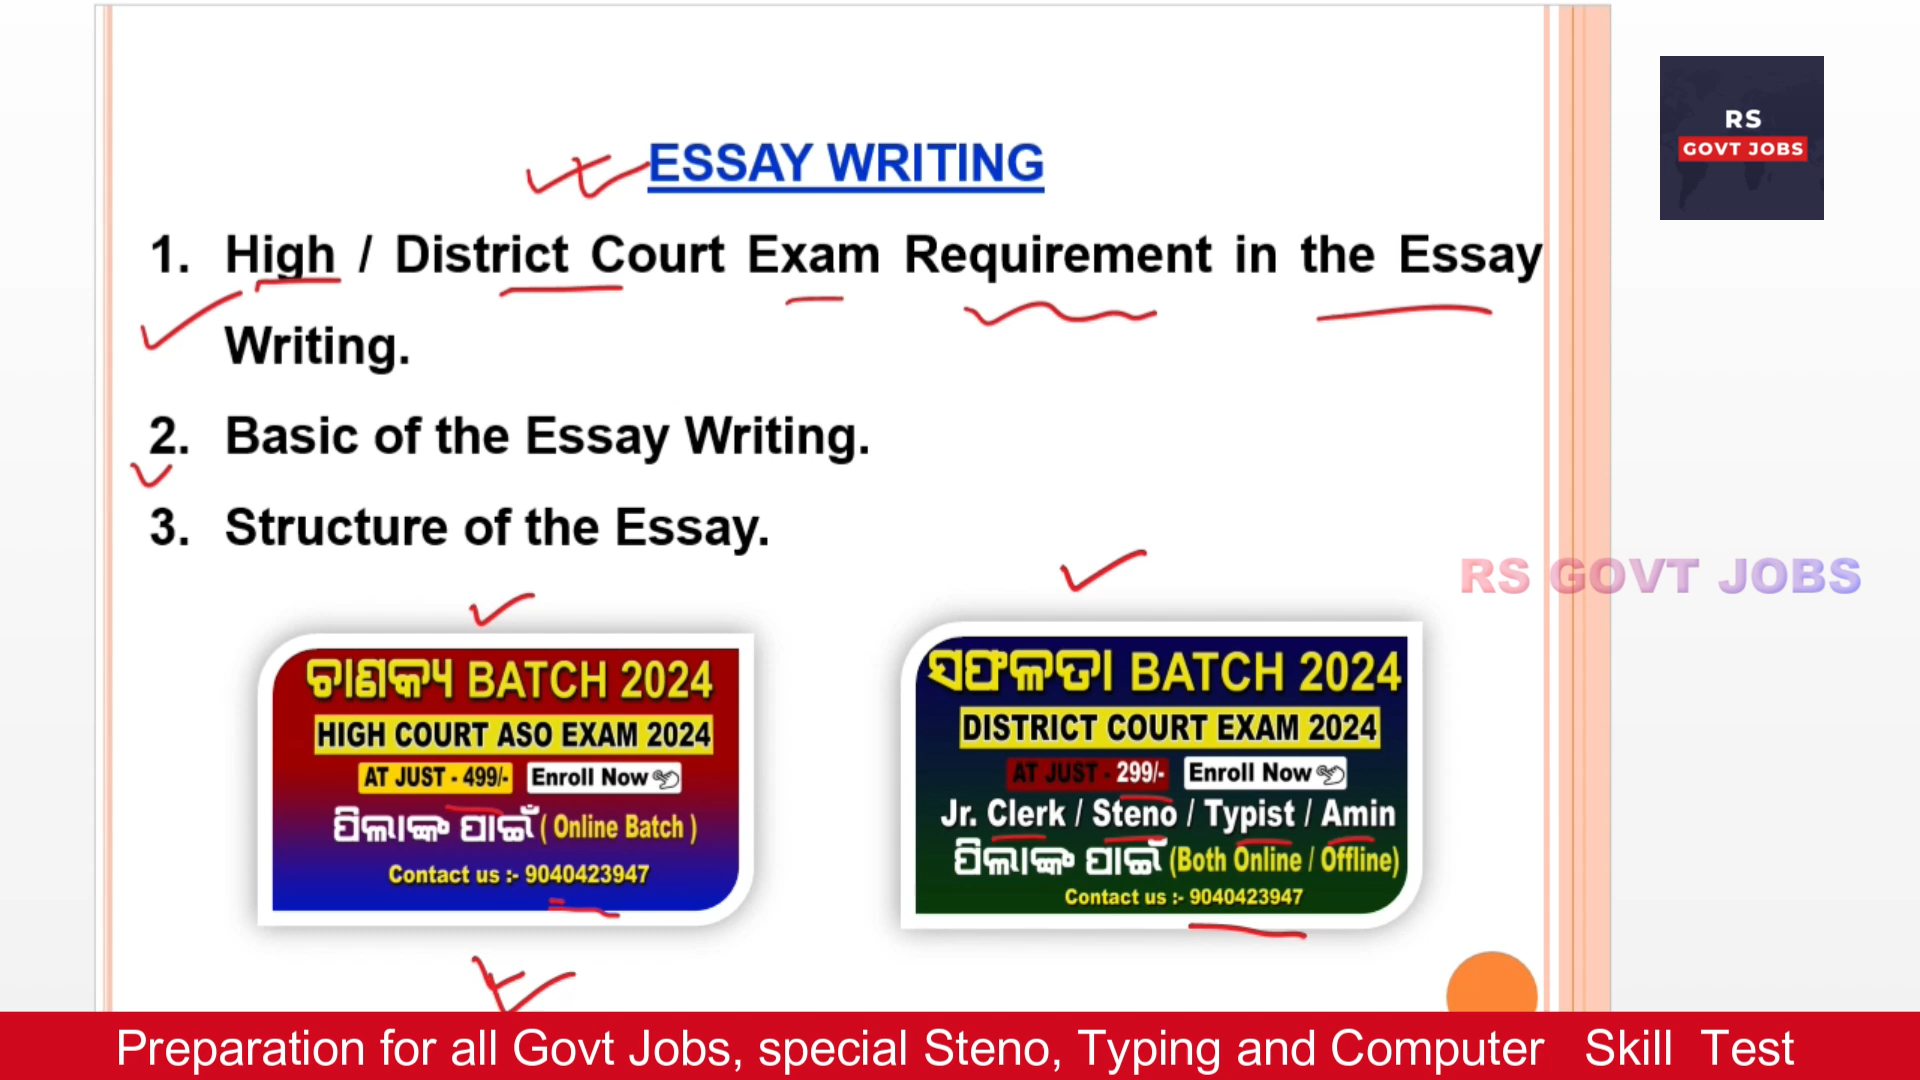 RS
GOVT JOBS
ESSAY WRITING
1. High / District Court Exam Requirement in the Essay
Writing.
2. Basic of the Essay Writing.
3. Structure of the Essay.
RS GOVT JOBS
ଚାଣକ୍ୟ BATCH 2024
HIGH COURT ASO EXAM 2024
AT JUST - 499/- Enroll Now
ପିଲାଙ୍କ ପାଇଁ ( Online Batch )
Contact us :- 9040423947
ସଫଳତା BATCH 2024
DISTRICT COURT EXAM 2024
AT JUST - 299/- Enroll Now
Jr. Clerk / Steno / Typist / Amin
ପିଲାଙ୍କ ପାଇଁ (Both Online / Offline)
Contact us :- 9040423947
Preparation for all Govt Jobs, special Steno, Typing and Computer Skill Test